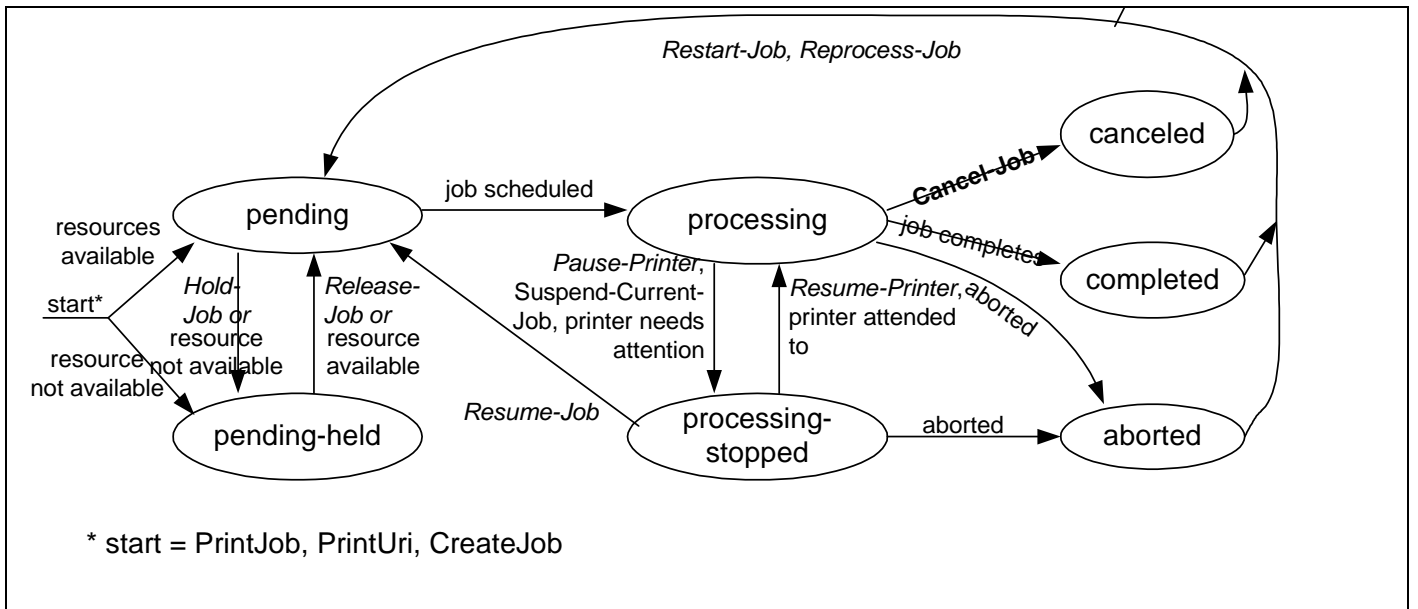 Restart-Job, Reprocess-Job
canceled
Cancel-Job
pending
job scheduled
processing
resources
available
job completes
completed
start*
Hold-
Job or
resource
not available
Release-
Job or
resource
available
Pause-Printer,
Suspend-Current-
Job, printer needs
attention
Resume-Printer,
printer attended
to
aborted
resource
not available
Resume-Job
pending-held
processing-
stopped
aborted
aborted
* start = PrintJob, PrintUri, CreateJob